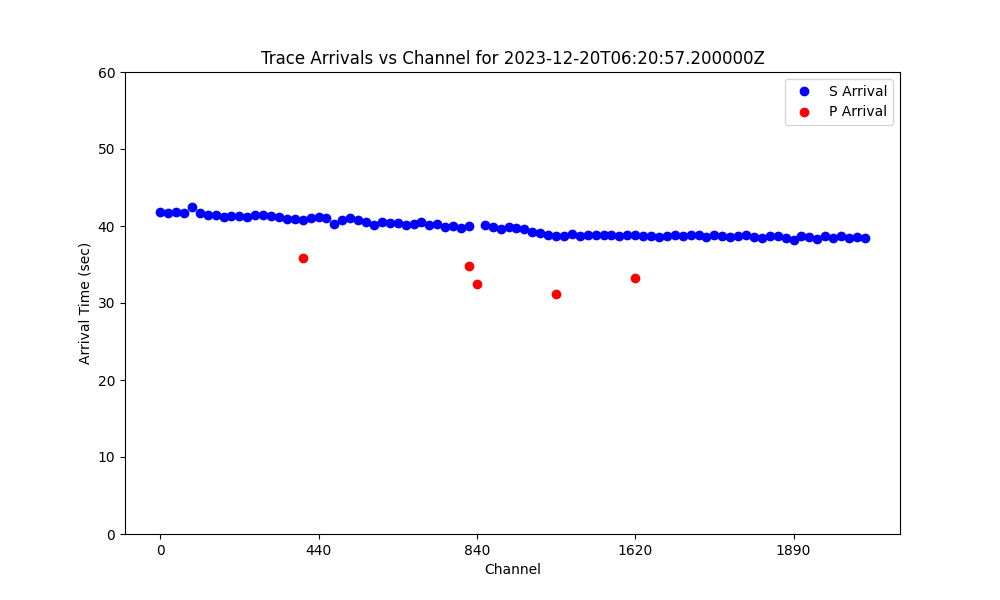 Trace Arrivals vs Channel for 2023-12-20T06:20:57.200000Z
60
50
40
30
20
10
0
Arrival Time (sec)
S Arrival
P Arrival
0 440 840 1620 1890
Channel